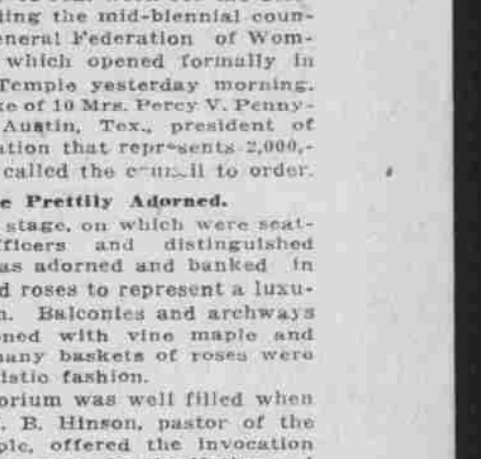 ding the mid-biennial coun-
eneral Federation of Wom-
which opened formally in
Temple yesterday morning.
ke of 10 Mrs. Percy V. Penny-
Austin, Tex., president of
ation that represents 2,000,-
called the council to order.
e Prettily Adorned.
stage, on which were seat-
fficers and distinguished
as adorned and banked in
d roses to represent a luxu-
n. Balconies and archways
oned with vine maple and
many baskets of roses were
istic fashion.
orium was well filled when
. B. Hinson, pastor of the
ple, offered the invocation